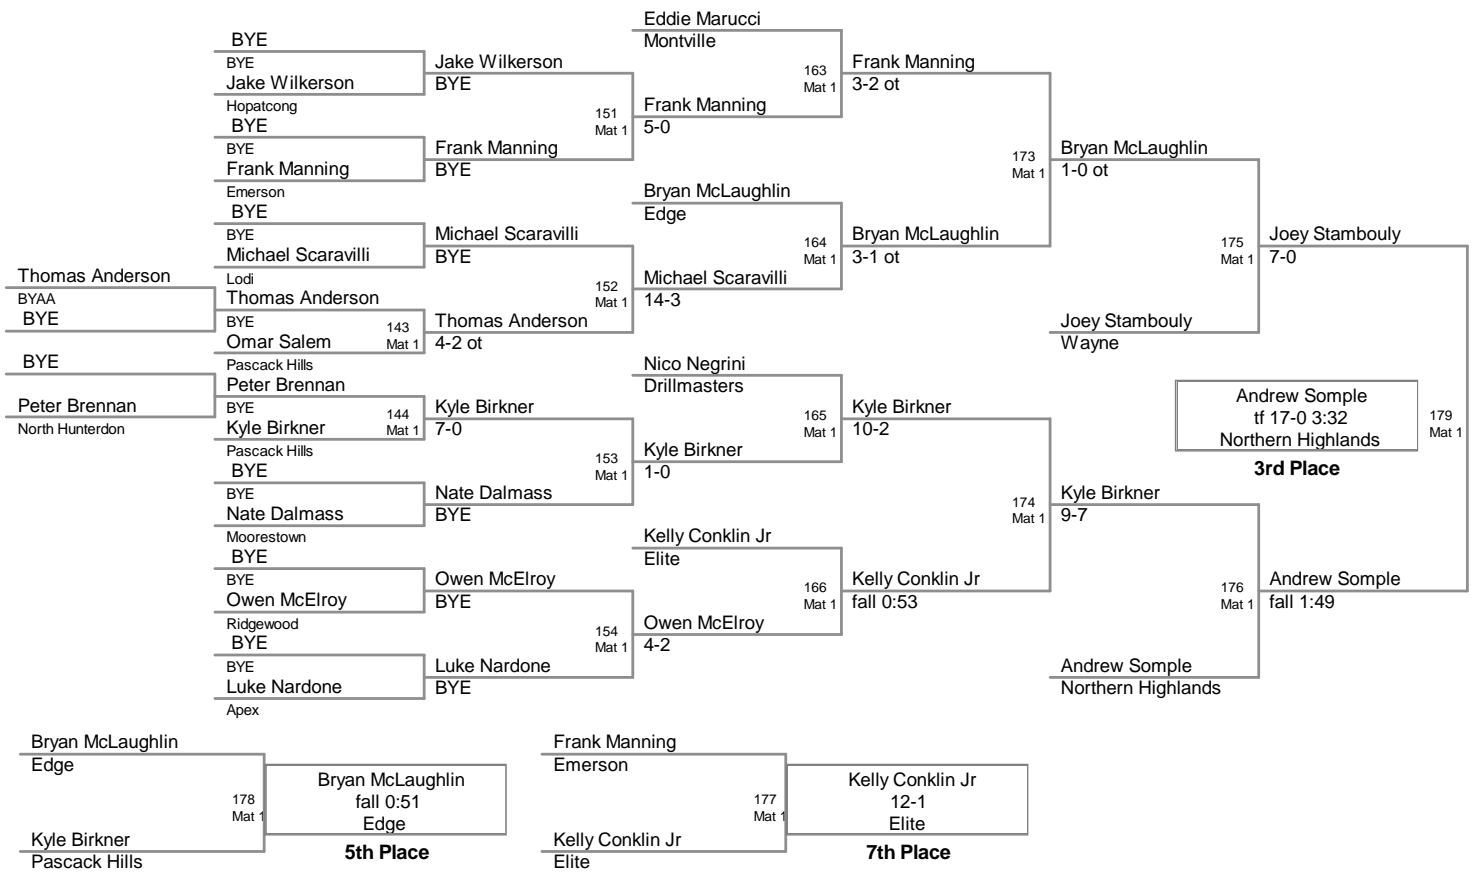 Eddie Marucci
Montville
BYE
BYE
Jake Wilkerson
Hopatcong
Jake Wilkerson
BYE
163
Mat 1
Frank Manning
3-2 ot
151
Mat 1
Frank Manning
5-0
BYE
BYE
Frank Manning
Emerson
Frank Manning
BYE
173
Mat 1
Bryan McLaughlin
1-0 ot
Bryan McLaughlin
Edge
BYE
BYE
Michael Scaravilli
Lodi
Michael Scaravilli
BYE
164
Mat 1
Bryan McLaughlin
3-1 ot
175
Mat 1
Joey Stambouly
7-0
Thomas Anderson
BYAA
BYE
152
Mat 1
Michael Scaravilli
14-3
Thomas Anderson
BYE
Omar Salem
Pascack Hills
143
Mat 1
Thomas Anderson
4-2 ot
Joey Stambouly
Wayne
BYE
Peter Brennan
North Hunterdon
Nico Negrini
Drillmasters
Peter Brennan
BYE
Kyle Birkner
Pascack Hills
144
Mat 1
Kyle Birkner
7-0
165
Mat 1
Kyle Birkner
10-2
Andrew Somple
tf 17-0 3:32
Northern Highlands
3rd Place
179
Mat 1
153
Mat 1
Kyle Birkner
1-0
BYE
BYE
Nate Dalmass
Moorestown
Nate Dalmass
BYE
174
Mat 1
Kyle Birkner
9-7
Kelly Conklin Jr
Elite
BYE
BYE
Owen McElroy
Ridgewood
Owen McElroy
BYE
166
Mat 1
Kelly Conklin Jr
fall 0:53
176
Mat 1
Andrew Somple
fall 1:49
154
Mat 1
Owen McElroy
4-2
BYE
BYE
Luke Nardone
Apex
Luke Nardone
BYE
Andrew Somple
Northern Highlands
Bryan McLaughlin
Edge
178
Mat 1
Kyle Birkner
Pascack Hills
Bryan McLaughlin
fall 0:51
Edge
5th Place
Frank Manning
Emerson
177
Mat 1
Kelly Conklin Jr
Elite
Kelly Conklin Jr
12-1
Elite
7th Place